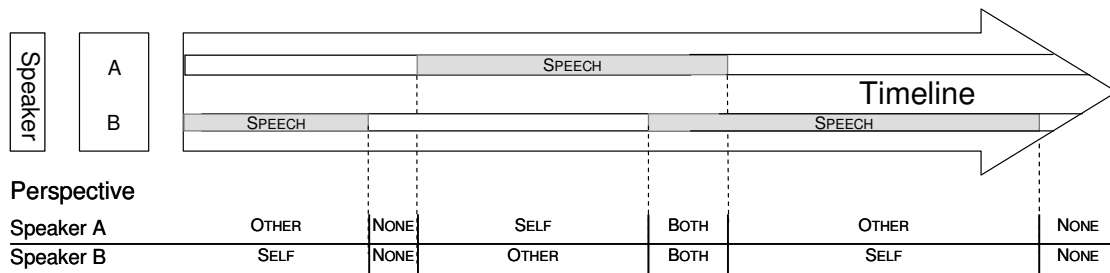 Speaker
A
SPEECH
Timeline
B
SPEECH
SPEECH
Perspective
Speaker A OTHER NONE SELF BOTH OTHER NONE
Speaker B SELF NONE OTHER BOTH SELF NONE